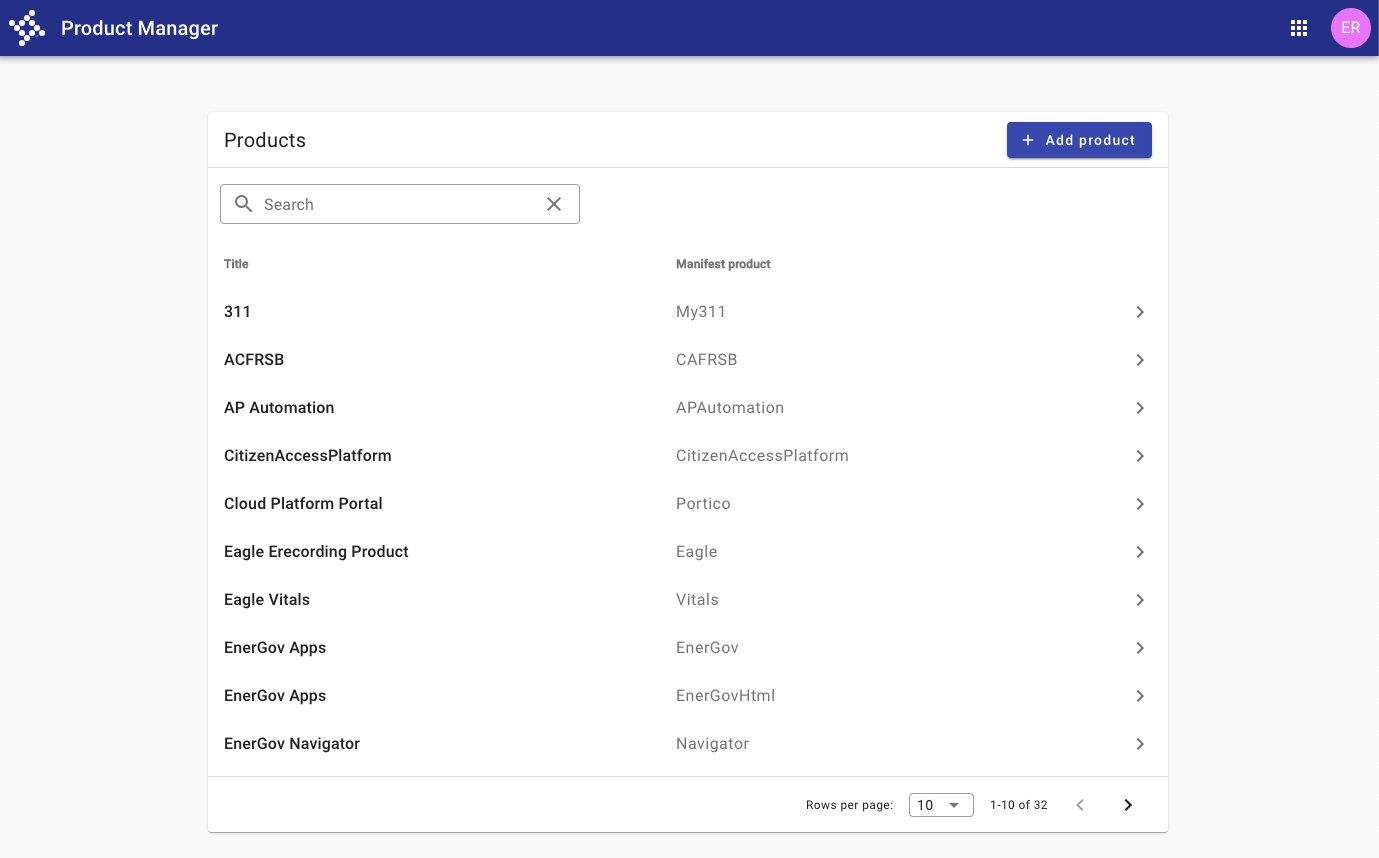 Product Manager
ER
Products
Add product
Search
Title Manifest product
311 My311
ACFRSB CAFRSB
AP Automation APAutomation
CitizenAccessPlatform CitizenAccessPlatform
Cloud Platform Portal Portico
Eagle Erecording Product Eagle
Eagle Vitals Vitals
EnerGov Apps EnerGov
EnerGov Apps EnerGovHtml
EnerGov Navigator Navigator
Rows per page: 10 1-10 of 32